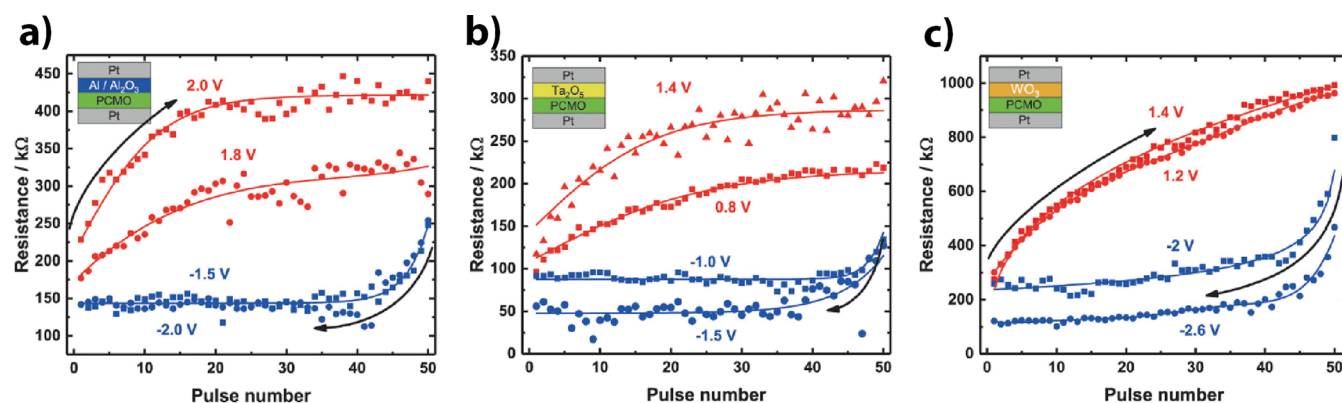 a)
Resistance / kΩ
450
400
350
300
250
200
150
100
Pt
Al / Al₂O₃
PCMO
Pt
2.0 V
1.8 V
-1.5 V
-2.0 V
0 10 20 30 40 50
Pulse number
b)
Resistance / kΩ
350
300
250
200
150
100
50
0
Pt
Ta₂O₅
PCMO
Pt
1.4 V
0.8 V
-1.0 V
-1.5 V
0 10 20 30 40 50
Pulse number
c)
Resistance / kΩ
1000
800
600
400
200
0
Pt
WO₃
PCMO
Pt
1.4 V
1.2 V
-2 V
-2.6 V
0 10 20 30 40 50
Pulse number